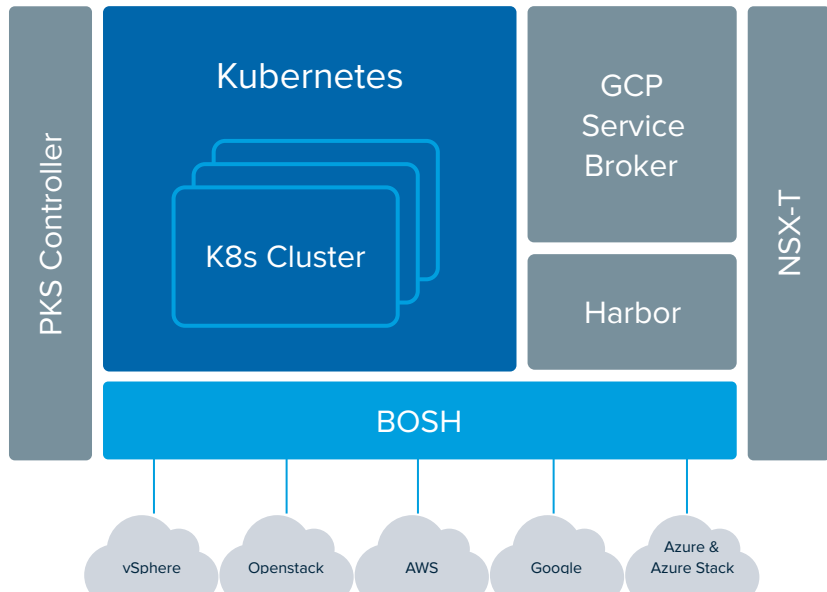 PKS Controller
Kubernetes
K8s Cluster
GCP
Service
Broker
Harbor
NSX-T
BOSH
vSphere
Openstack
AWS
Google
Azure &
Azure Stack